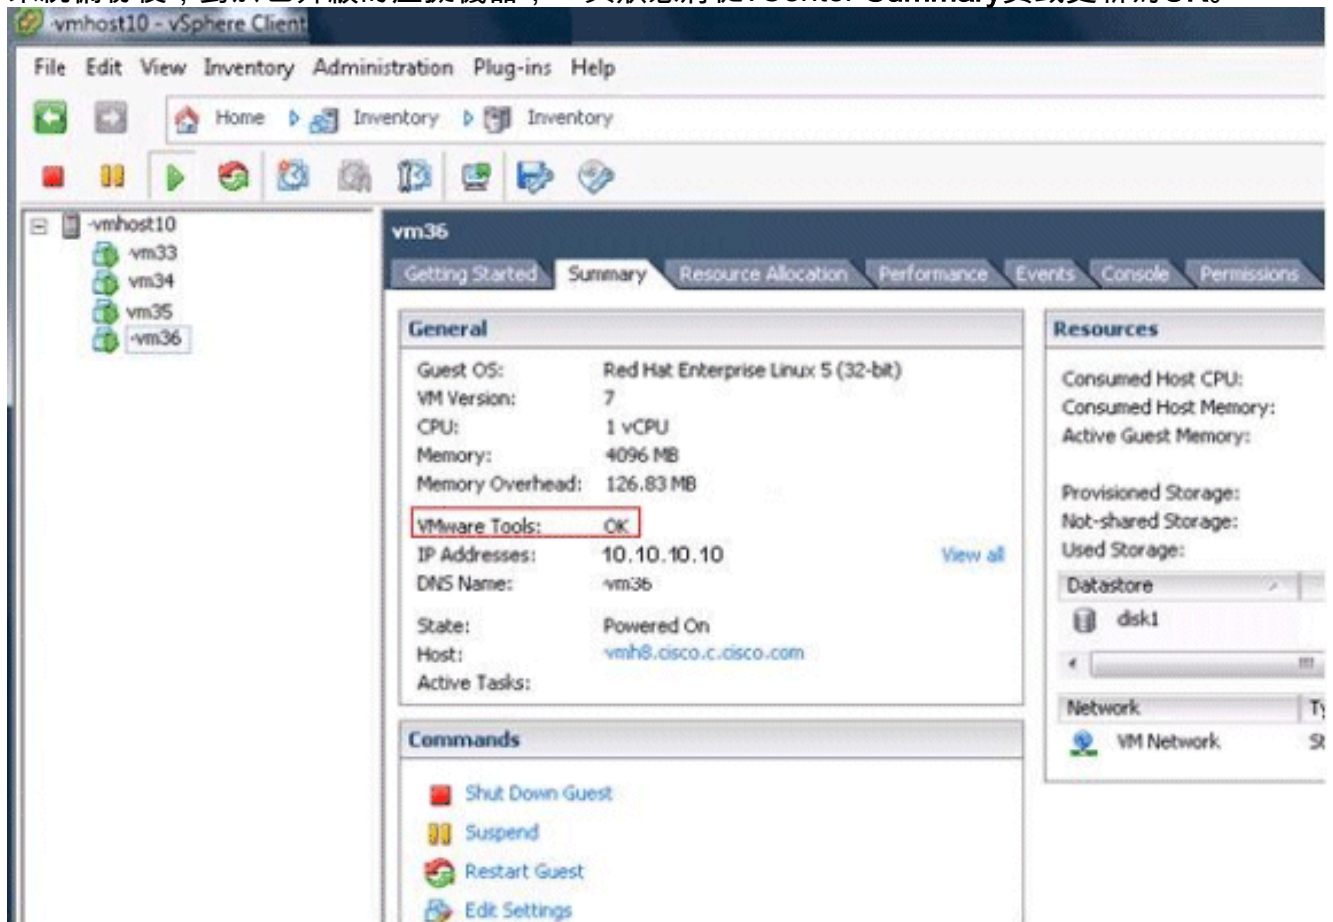 vmhost10 - vSphere Client
File Edit View Inventory Administration Plug-ins Help
Home Inventory Inventory
-vmhost10
-vm33
-vm34
vm35
-vm36
vm36
Getting Started Summary Resource Allocation Performance Events Console Permissions
General
Guest OS: Red Hat Enterprise Linux 5 (32-bit)
VM Version: 7
CPU: 1 vCPU
Memory: 4096 MB
Memory Overhead: 126.83 MB
VMware Tools: OK
IP Addresses: 10.10.10.10 View all
DNS Name: -vm36
State: Powered On
Host: vmh8.cisco.c.cisco.com
Active Tasks:
Commands
Shut Down Guest
Suspend
Restart Guest
Edit Settings
Resources
Consumed Host CPU:
Consumed Host Memory:
Active Guest Memory:
Provisioned Storage:
Not-shared Storage:
Used Storage:
Datastore
disk1
Network
VM Network